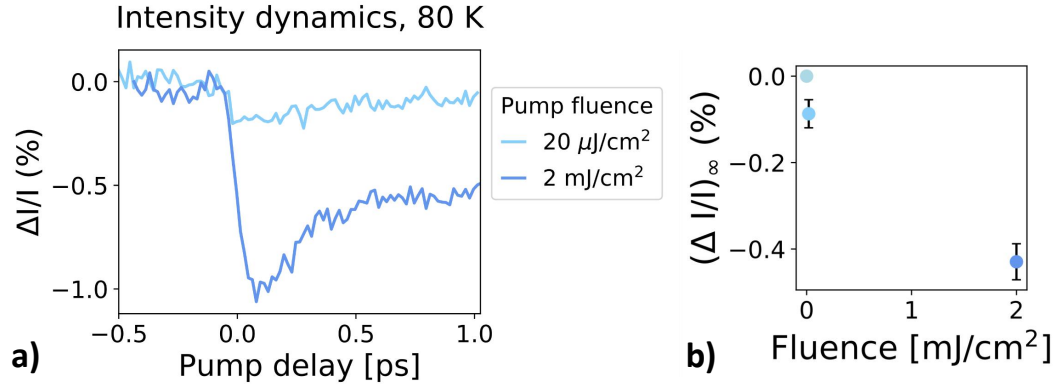 Intensity dynamics, 80 K
0.0
−0.5
−1.0
ΔI/I (%)
−0.5
0.0
0.5
1.0
Pump delay [ps]
a)
Pump fluence
20 μJ/cm²
2 mJ/cm²
0.0
−0.2
−0.4
(Δ I/I)∞ (%)
0
1
2
Fluence [mJ/cm²]
b)